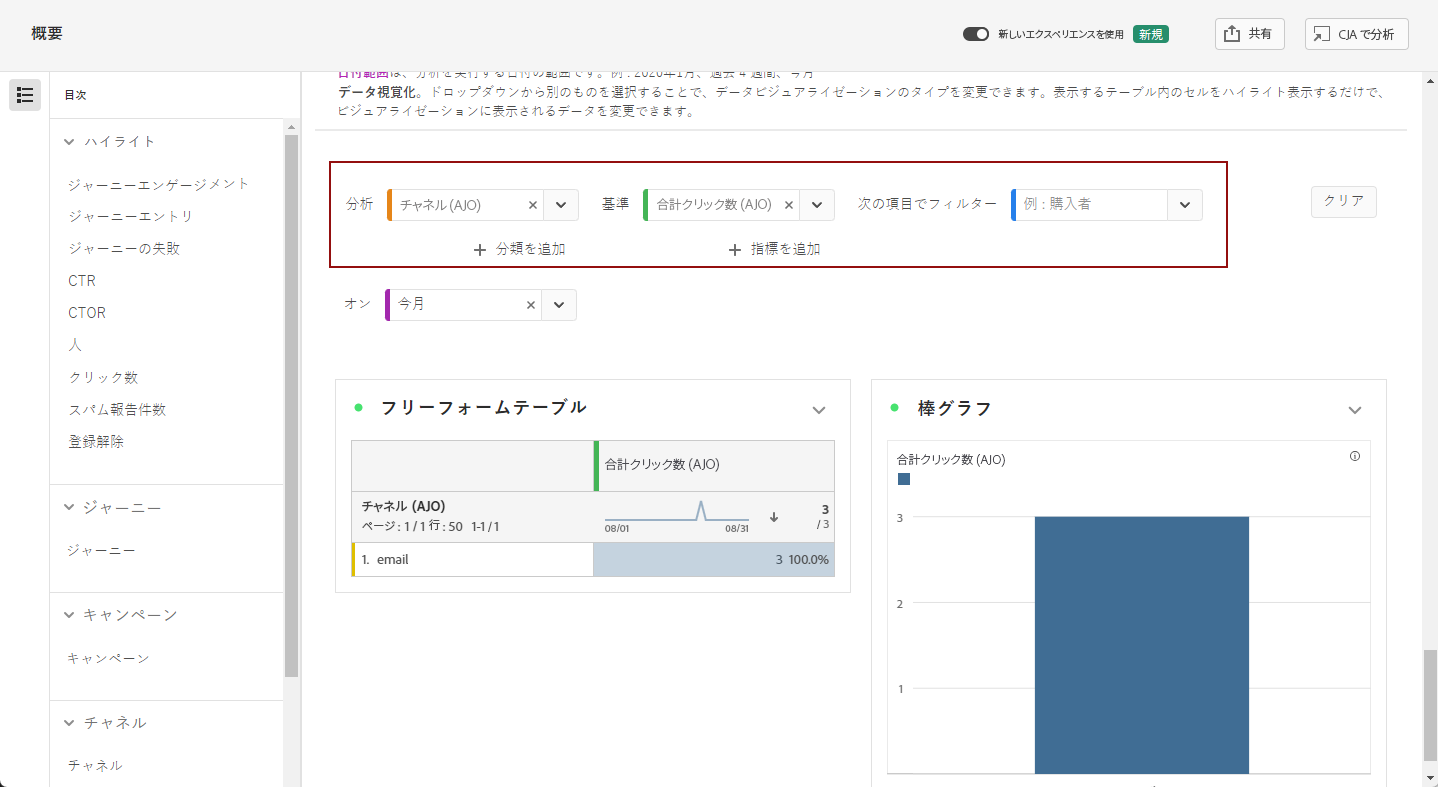 概要
新しいエクスペリエンスを使用 新規 共有 CJA で分析
目次
ハイライト
ジャーニーエンゲージメント
ジャーニーエントリ
ジャーニーの失敗
CTR
CTOR
人
クリック数
スパム報告件数
登録解除
ジャーニー
ジャーニー
キャンペーン
キャンペーン
チャネル
チャネル
日付範囲は、分析を実行する日付の範囲です。例 : 2020年1月、過去 4 週間、今月
データ視覚化。ドロップダウンから別のものを選択することで、データビジュアライゼーションのタイプを変更できます。表示するテーブル内のセルをハイライト表示するだけで、
ビジュアライゼーションに表示されるデータを変更できます。
分析 チャネル (AJO) 基準 合計クリック数 (AJO) 次の項目でフィルター 例 : 購入者 クリア
＋ 分類を追加 ＋ 指標を追加
オン 今月
フリーフォームテーブル
合計クリック数 (AJO)
チャネル (AJO)
ページ : 1 / 1 行 : 50 1-1 / 1
08/01 08/31
3
/ 3
1. email 3 100.0%
棒グラフ
合計クリック数 (AJO)
3
2
1